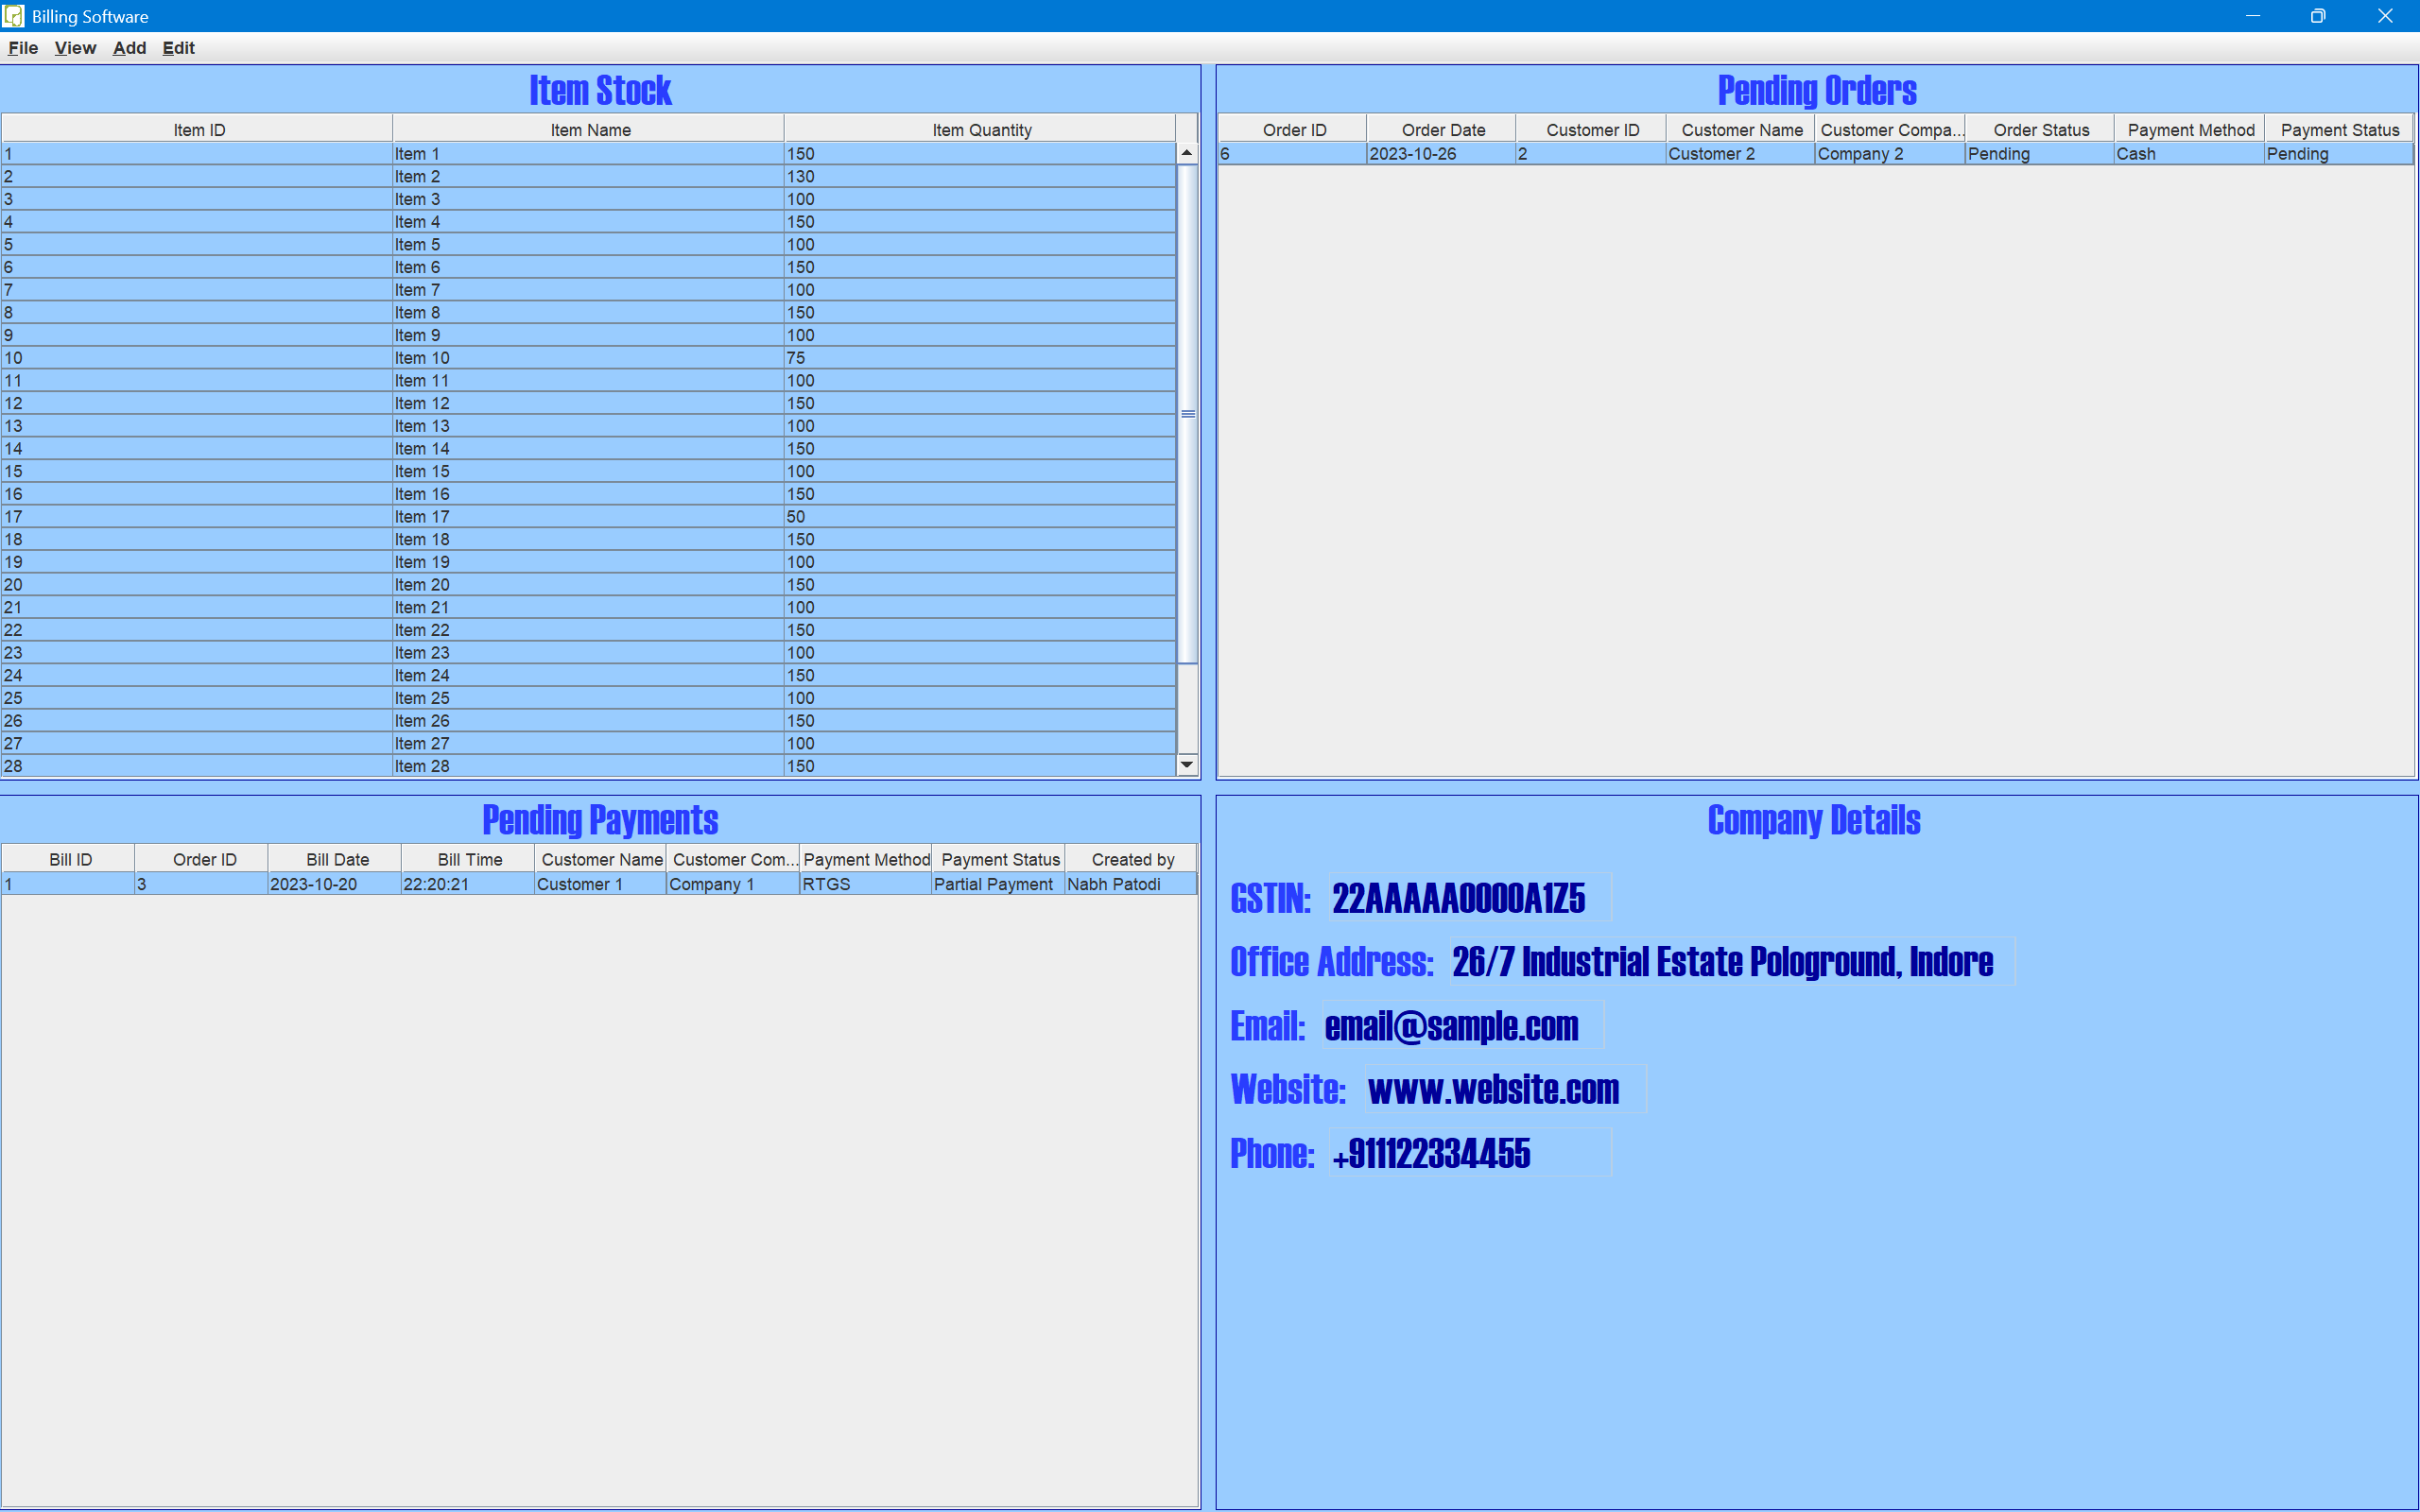 Billing Software
File View Add Edit
Item Stock
Item ID Item Name Item Quantity
1 Item 1 150
2 Item 2 130
3 Item 3 100
4 Item 4 150
5 Item 5 100
6 Item 6 150
7 Item 7 100
8 Item 8 150
9 Item 9 100
10 Item 10 75
11 Item 11 100
12 Item 12 150
13 Item 13 100
14 Item 14 150
15 Item 15 100
16 Item 16 150
17 Item 17 50
18 Item 18 150
19 Item 19 100
20 Item 20 150
21 Item 21 100
22 Item 22 150
23 Item 23 100
24 Item 24 150
25 Item 25 100
26 Item 26 150
27 Item 27 100
28 Item 28 150
Pending Orders
Order ID Order Date Customer ID Customer Name Customer Compa... Order Status Payment Method Payment Status
6 2023-10-26 2 Customer 2 Company 2 Pending Cash Pending
Pending Payments
Bill ID Order ID Bill Date Bill Time Customer Name Customer Com... Payment Method Payment Status Created by
1 3 2023-10-20 22:20:21 Customer 1 Company 1 RTGS Partial Payment Nabh Patodi
Company Details
GSTIN: 22AAAAA0000A1Z5
Office Address: 26/7 Industrial Estate Pologround, Indore
Email: email@sample.com
Website: www.website.com
Phone: +911122334455